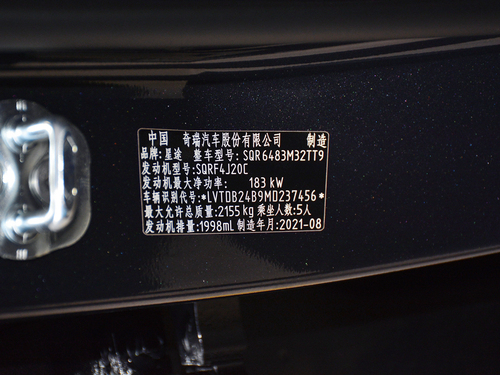 中国 奇瑞汽车股份有限公司 制造
品牌:星途 整车型号:SQR6483M32TT9
发动机型号:SQRF4J20C
发动机最大净功率: 183 kW
车辆识别代号:*LVTDB24B9MD237456*
最大允许总质量:2155kg 乘坐人数:5人
发动机排量:1998mL 制造年月:2021-08